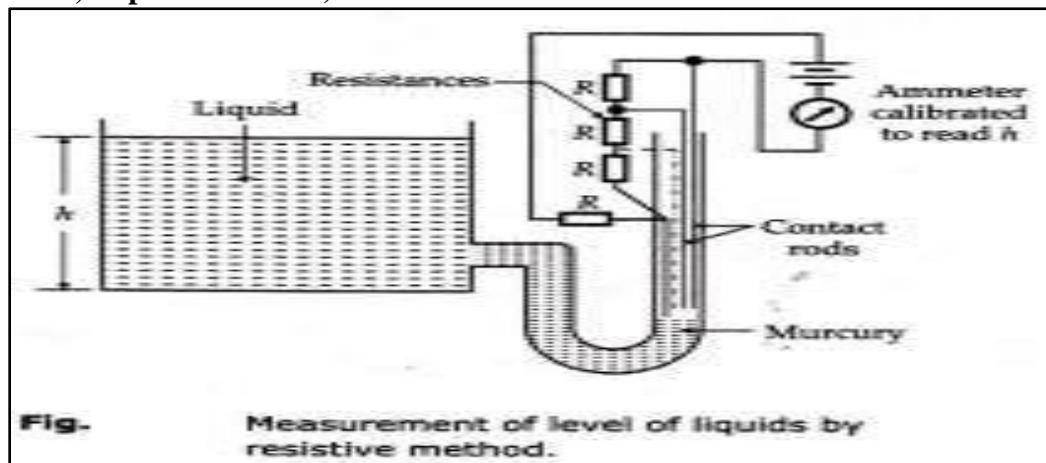 Resistances
Liquid
R
R
R
R
h
Ammeter
calibrated
to read h
Contact
rods
Murcury
Fig. Measurement of level of liquids by
resistive method.